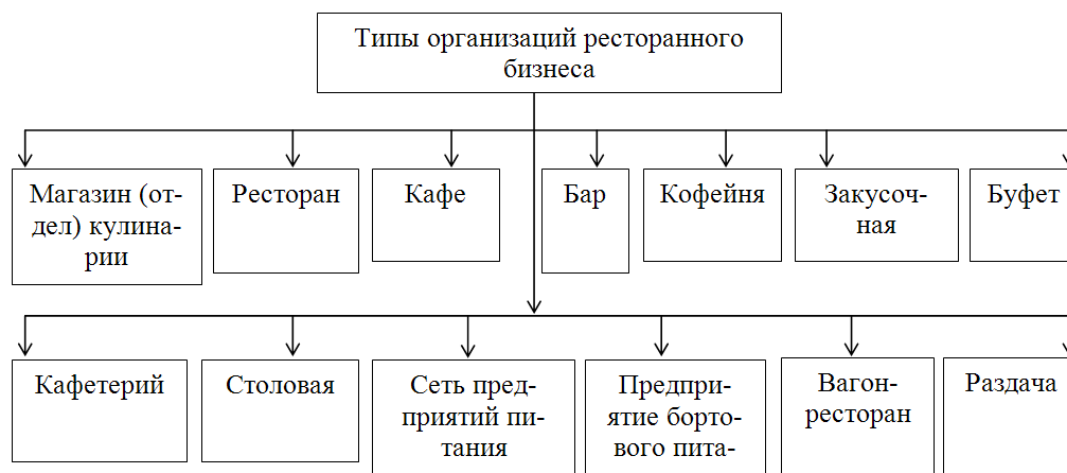 Типы организаций ресторанного
бизнеса
Магазин (от-
дел) кулина-
рии
Ресторан
Кафе
Бар
Кофейня
Закусоч-
ная
Буфет
Кафетерий
Столовая
Сеть пред-
приятий пи-
тания
Предпри-
ятие борто-
вого пита-
Вагон-
ресторан
Раздача